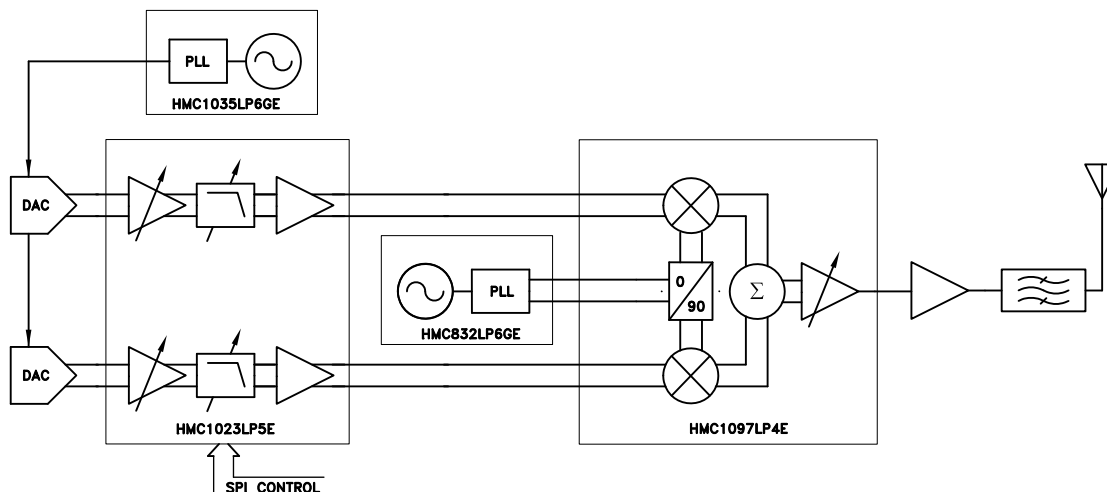 PLL
HMC1035LP6GE
DAC
0
PLL
90
Σ
HMC832LP6GE
DAC
HMC1023LP5E
HMC1097LP4E
SPI CONTROL